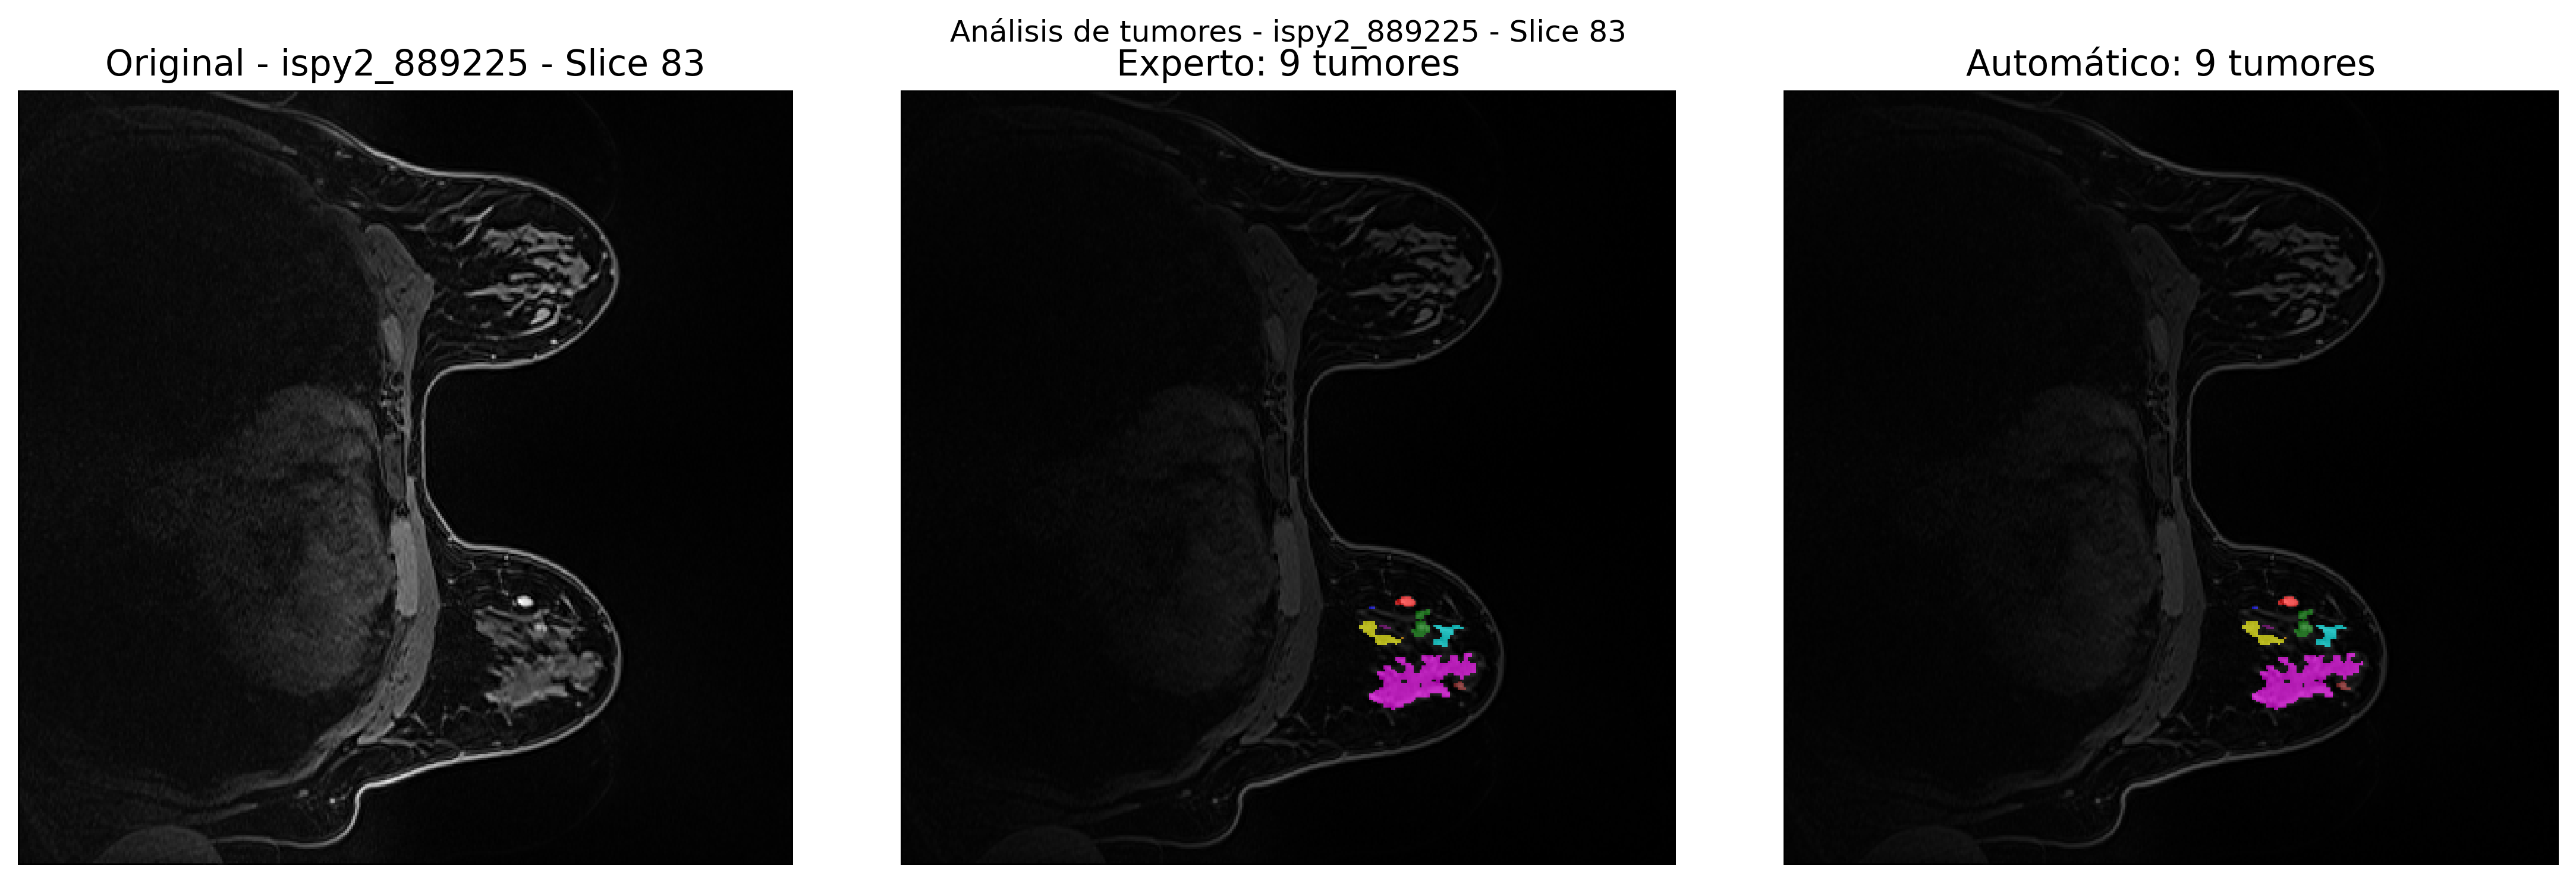 Análisis de tumores - ispy2_889225 - Slice 83
Original - ispy2_889225 - Slice 83
Experto: 9 tumores
Automático: 9 tumores